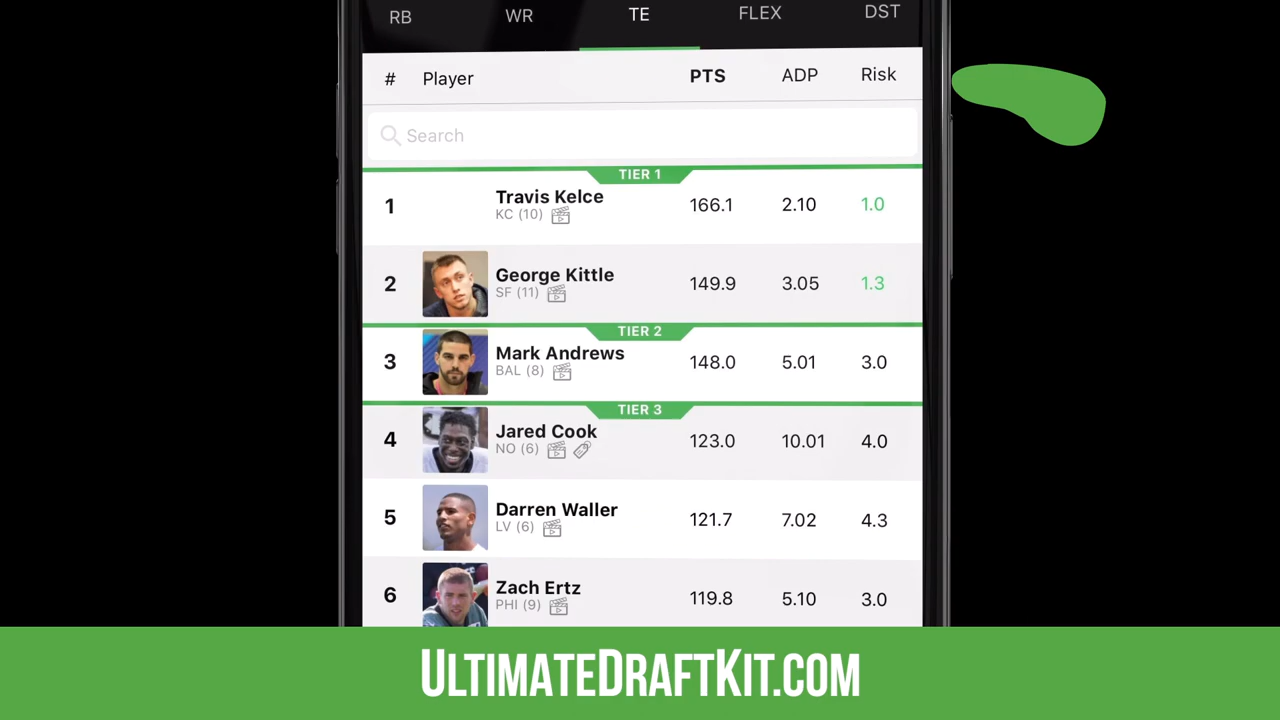 RB WR TE FLEX DST
# Player PTS ADP Risk
Search
TIER 1
1 Travis Kelce 166.1 2.10 1.0
KC (10)
2 George Kittle 149.9 3.05 1.3
SF (11)
TIER 2
3 Mark Andrews 148.0 5.01 3.0
BAL (8)
TIER 3
4 Jared Cook 123.0 10.01 4.0
NO (6)
5 Darren Waller 121.7 7.02 4.3
LV (6)
6 Zach Ertz 119.8 5.10 3.0
PHI (9)
UltimateDraftKit.com